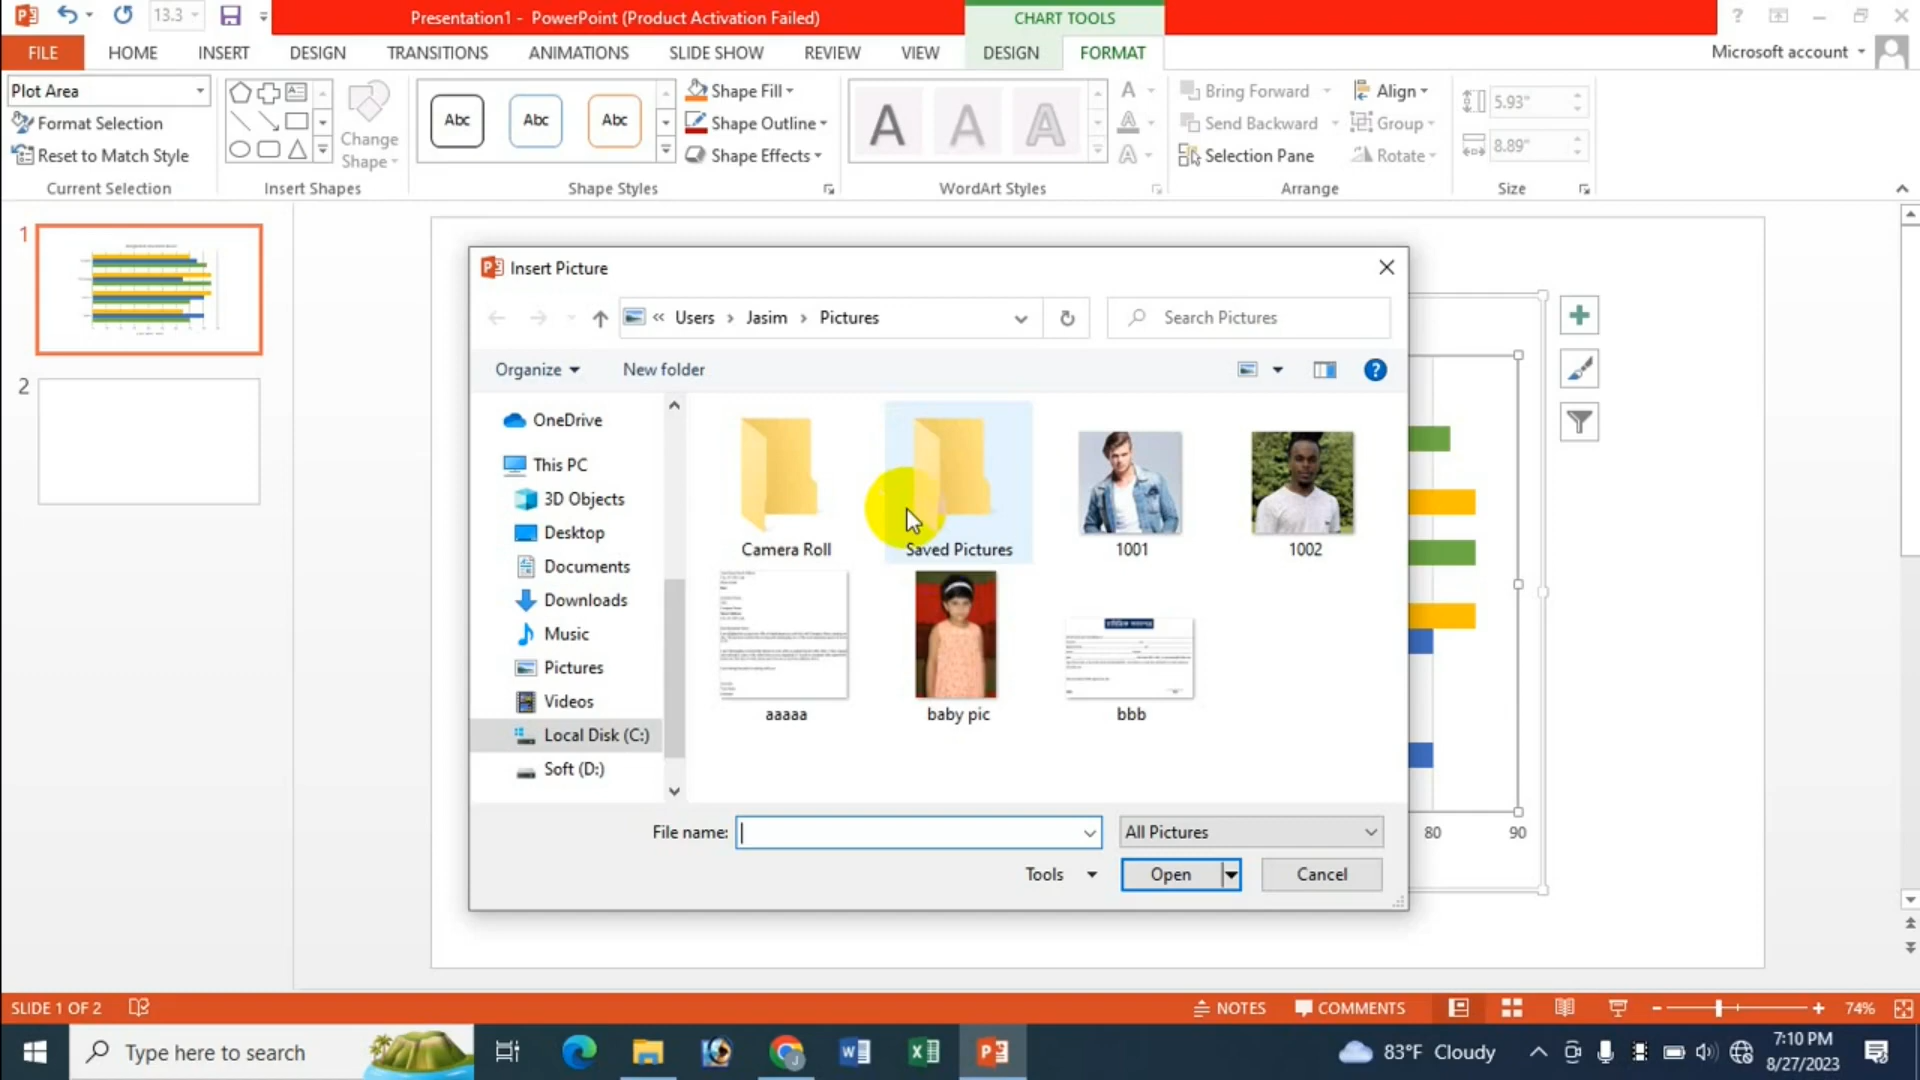 13.3
Presentation1 - PowerPoint (Product Activation Failed)
CHART TOOLS
?
FILE
HOME
INSERT
DESIGN
TRANSITIONS
ANIMATIONS
SLIDE SHOW
REVIEW
VIEW
DESIGN
FORMAT
Microsoft account
Plot Area
Format Selection
Reset to Match Style
Current Selection
Change
Shape
Insert Shapes
Abc
Abc
Abc
Shape Fill
Shape Outline
Shape Effects
Shape Styles
A A A
A
A
A
WordArt Styles
Bring Forward
Send Backward
Selection Pane
Align
Group
Rotate
Arrange
5.93"
8.89"
Size
1
2
Insert Picture
« Users › Jasim › Pictures
Search Pictures
Organize
New folder
?
OneDrive
This PC
3D Objects
Desktop
Documents
Downloads
Music
Pictures
Videos
Local Disk (C:)
Soft (D:)
Camera Roll
Saved Pictures
1001
1002
aaaaa
baby pic
bbb
File name:
All Pictures
Tools
Open
Cancel
80
90
SLIDE 1 OF 2
NOTES
COMMENTS
74%
Type here to search
83°F Cloudy
7:10 PM
8/27/2023